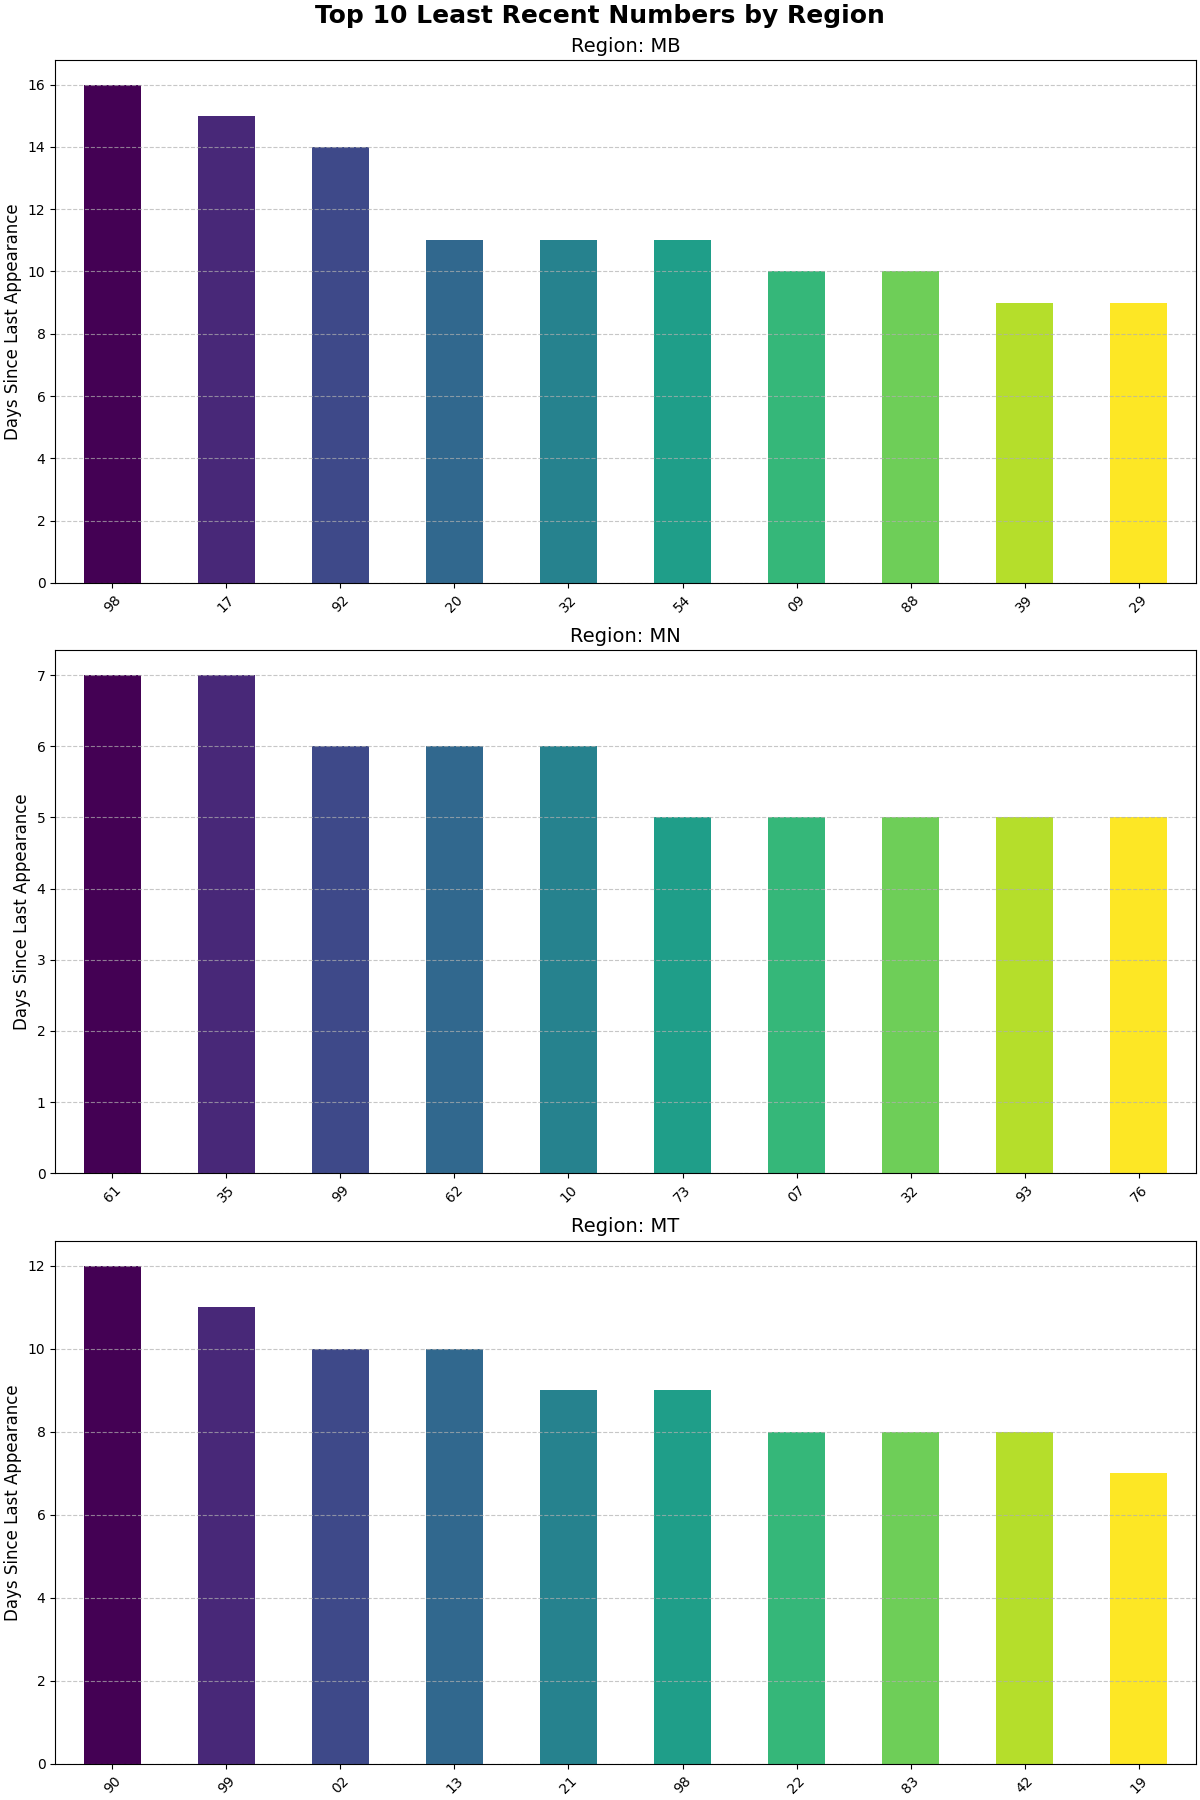 Top 10 Least Recent Numbers by Region
Region: MB
Days Since Last Appearance
16
14
12
10
8
6
4
2
0
98 17 92 20 32 54 09 88 39 29
Region: MN
Days Since Last Appearance
7
6
5
4
3
2
1
0
61 35 99 62 10 73 07 32 93 76
Region: MT
Days Since Last Appearance
12
10
8
6
4
2
0
90 99 02 13 21 98 22 83 42 19